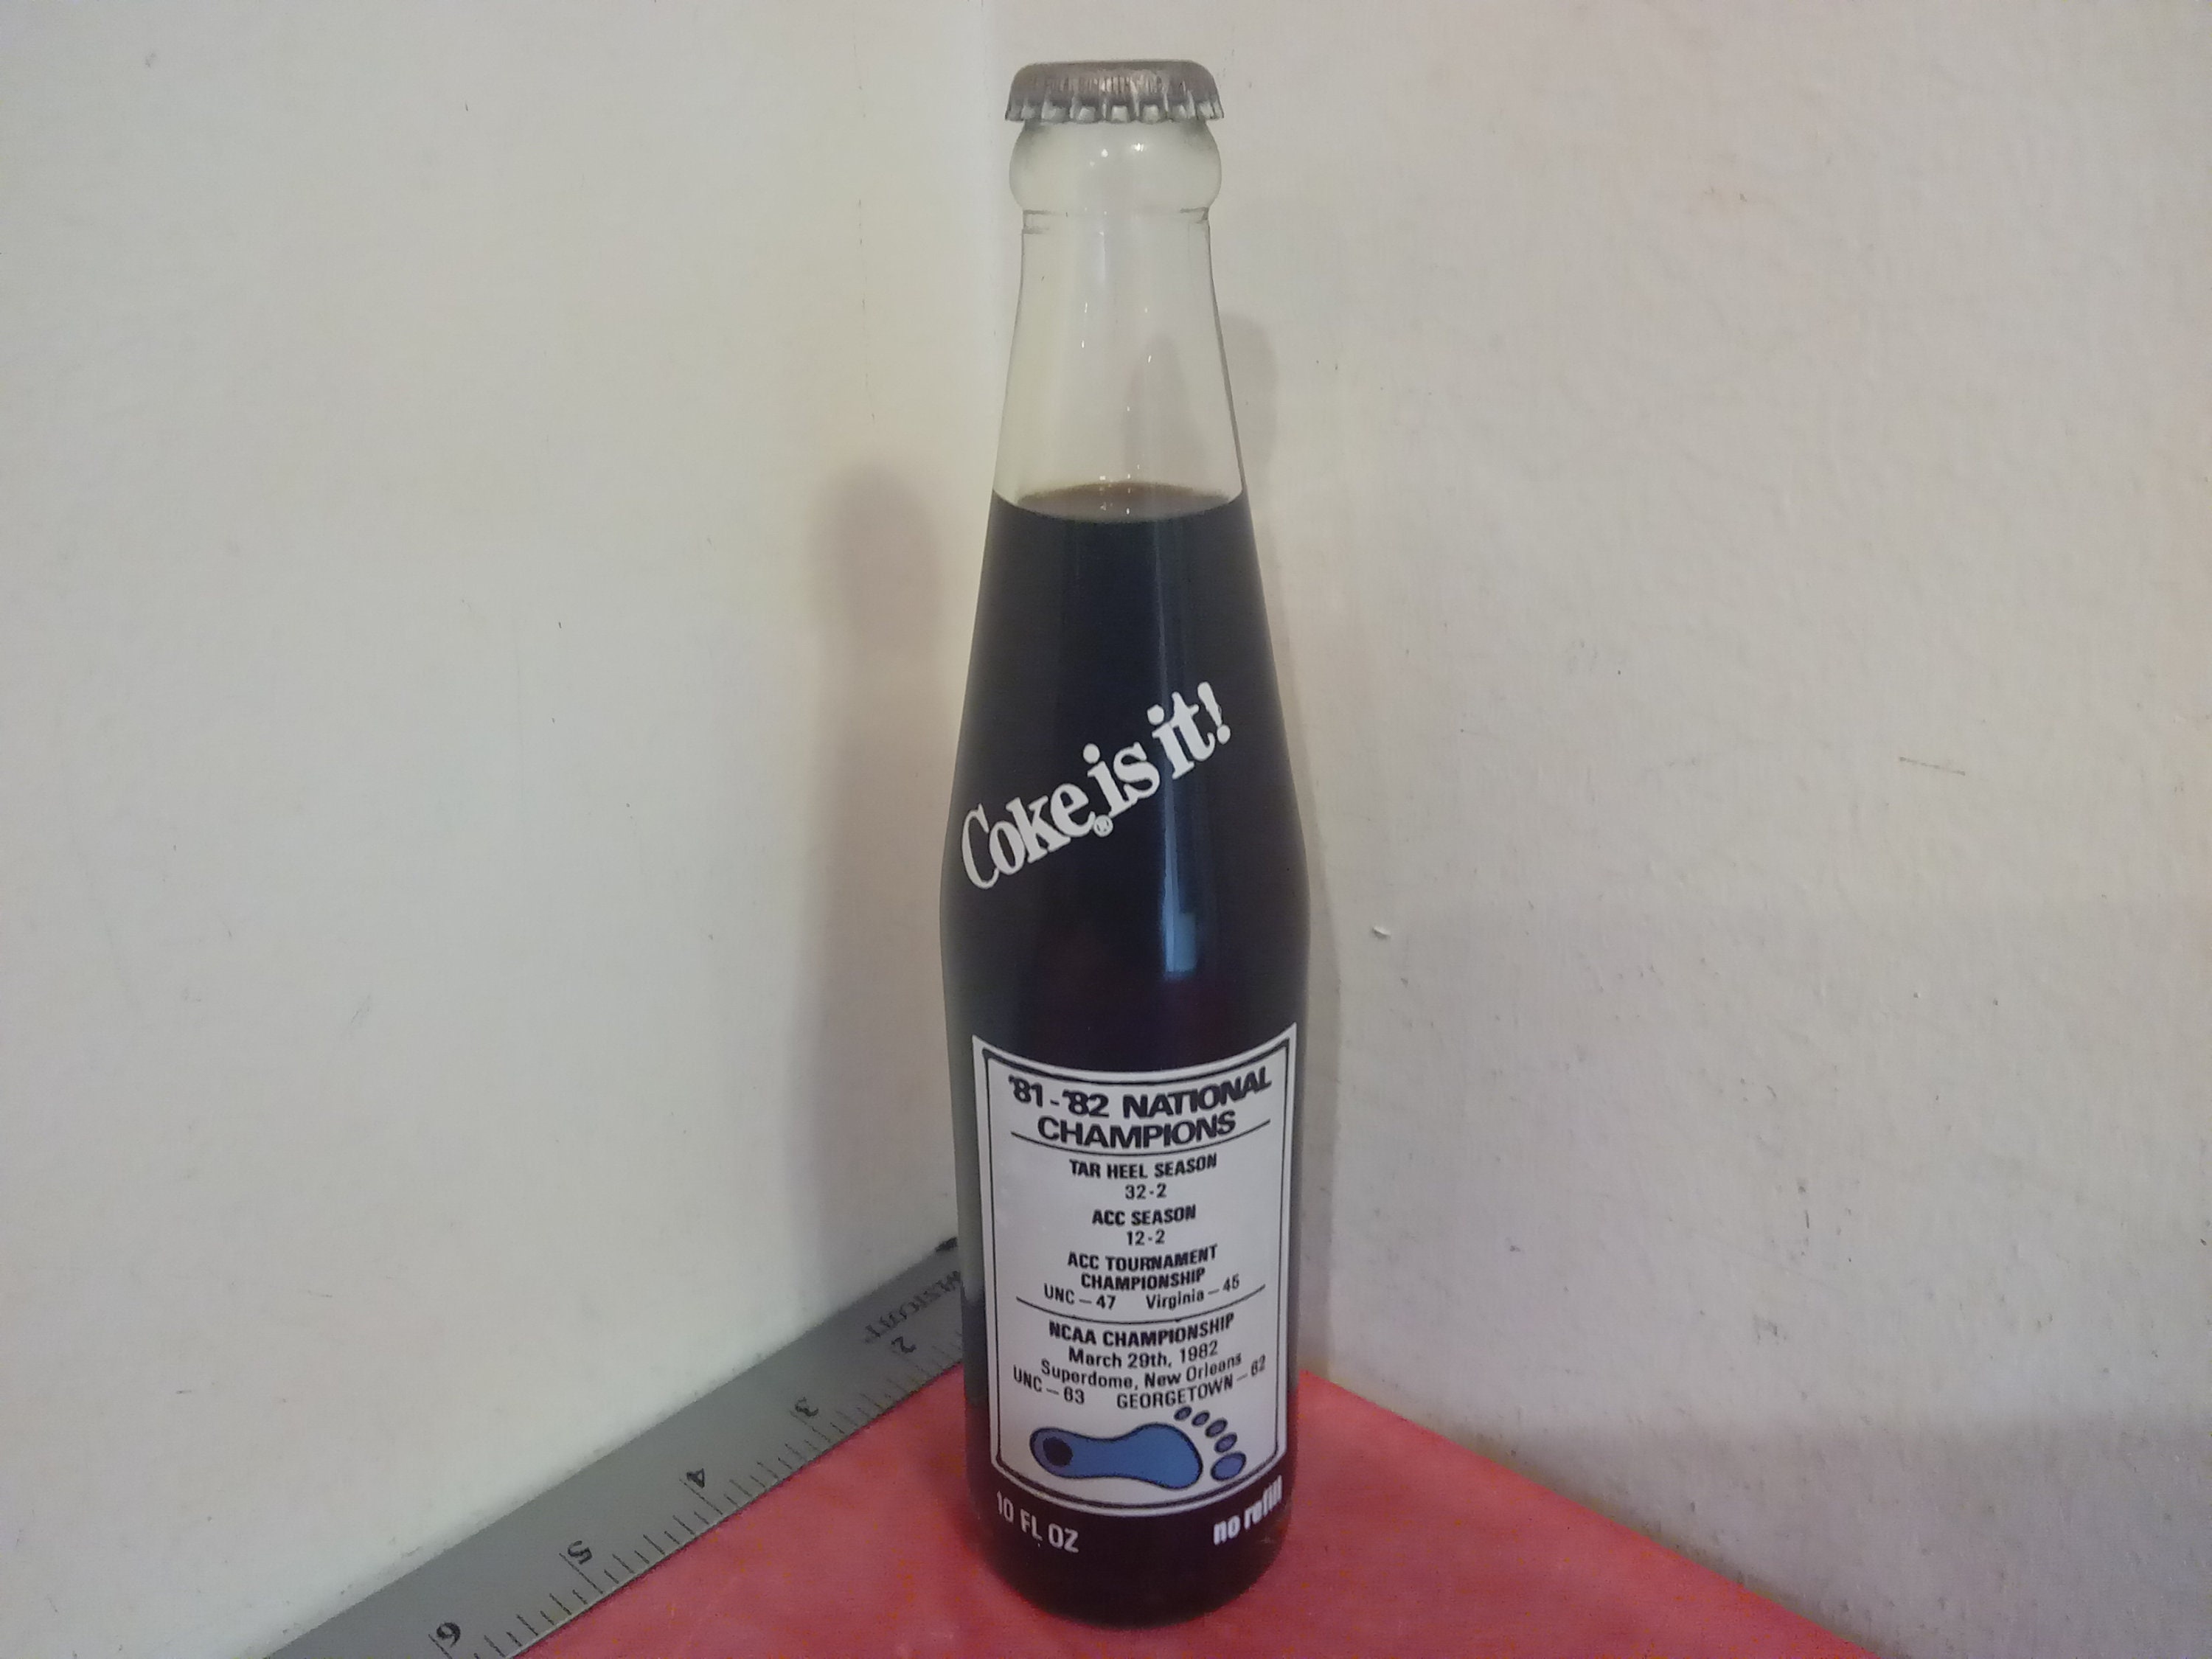 Coke® is it!
'81-'82 NATIONAL
CHAMPIONS
TAR HEEL SEASON
32-2
ACC SEASON
12-2
ACC TOURNAMENT
CHAMPIONSHIP
UNC – 47 Virginia – 45
NCAA CHAMPIONSHIP
March 29th, 1982
Superdome, New Orleans
UNC – 63 GEORGETOWN – 62
10 FL OZ no refill
WESTCOTT
2
3
4
5
6